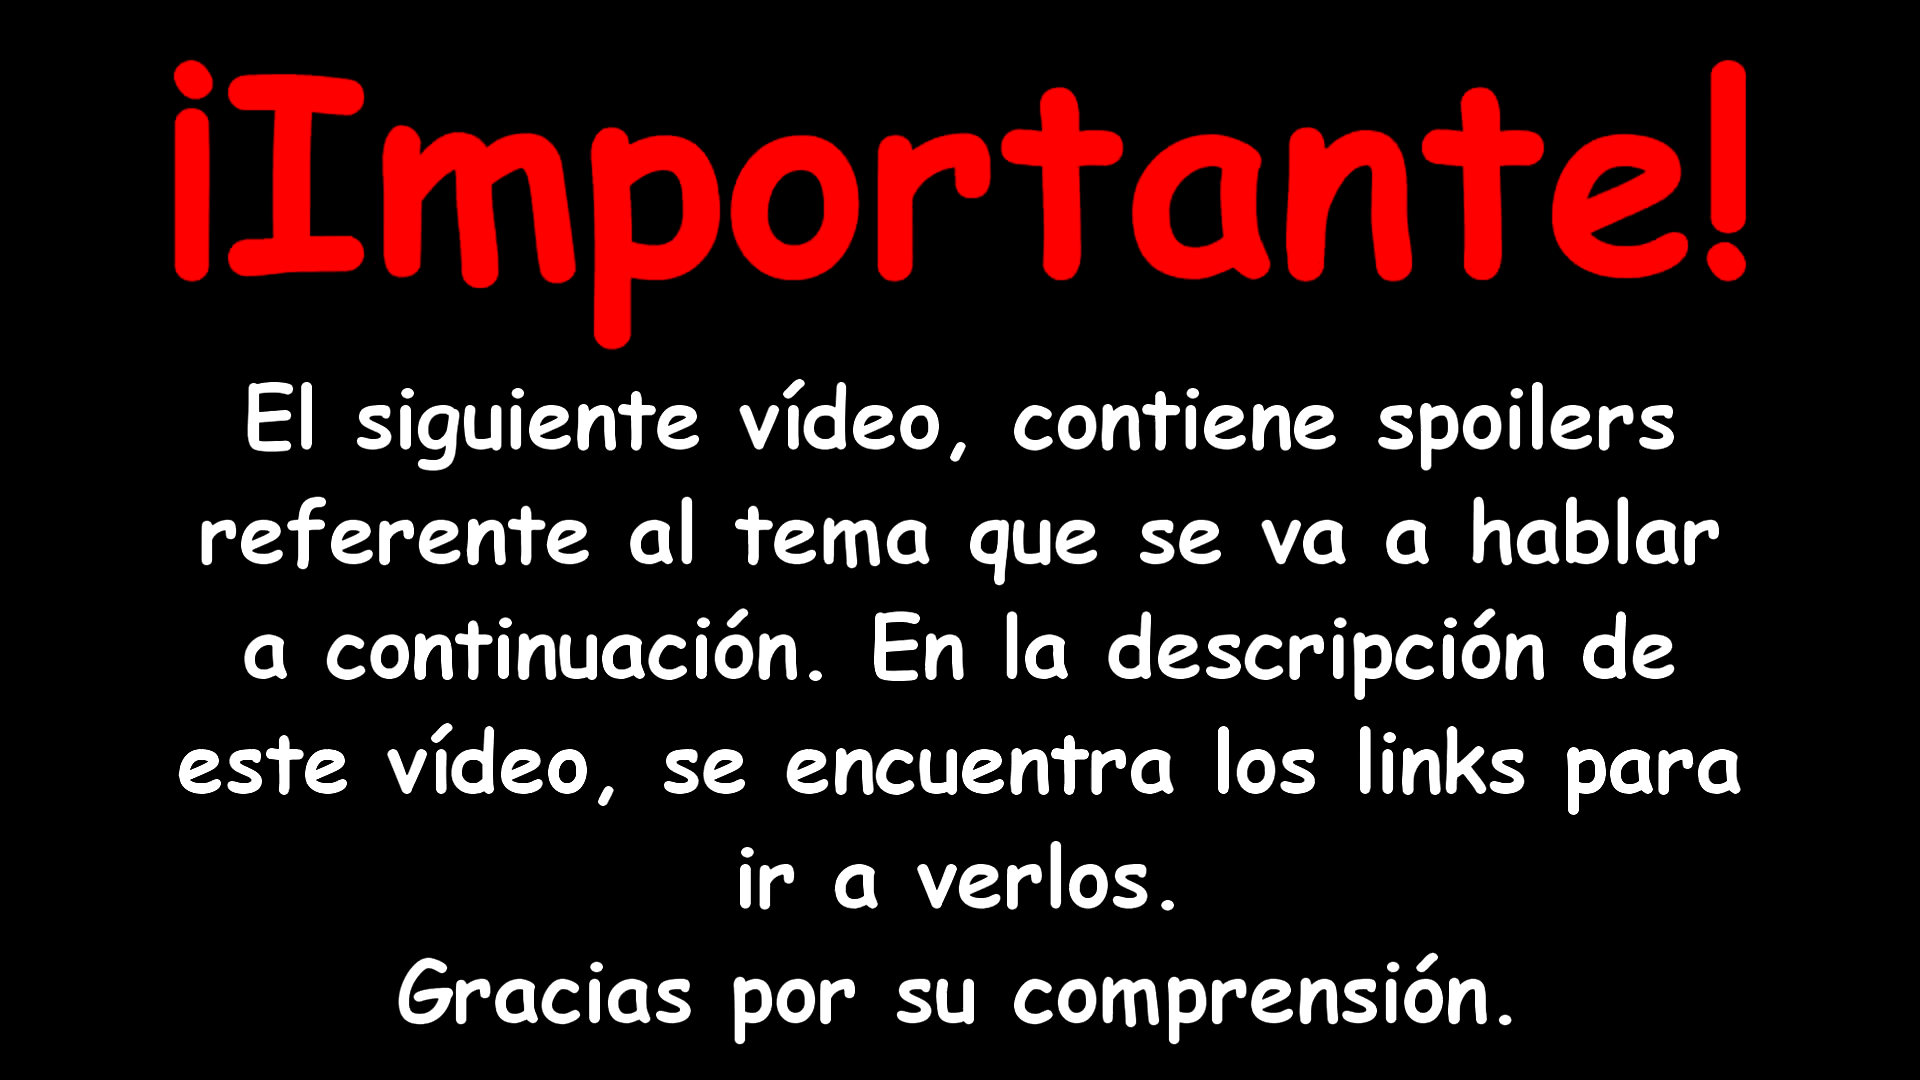 ¡Importante!
El siguiente vídeo, contiene spoilers
referente al tema que se va a hablar
a continuación. En la descripción de
este vídeo, se encuentra los links para
ir a verlos.
Gracias por su comprensión.